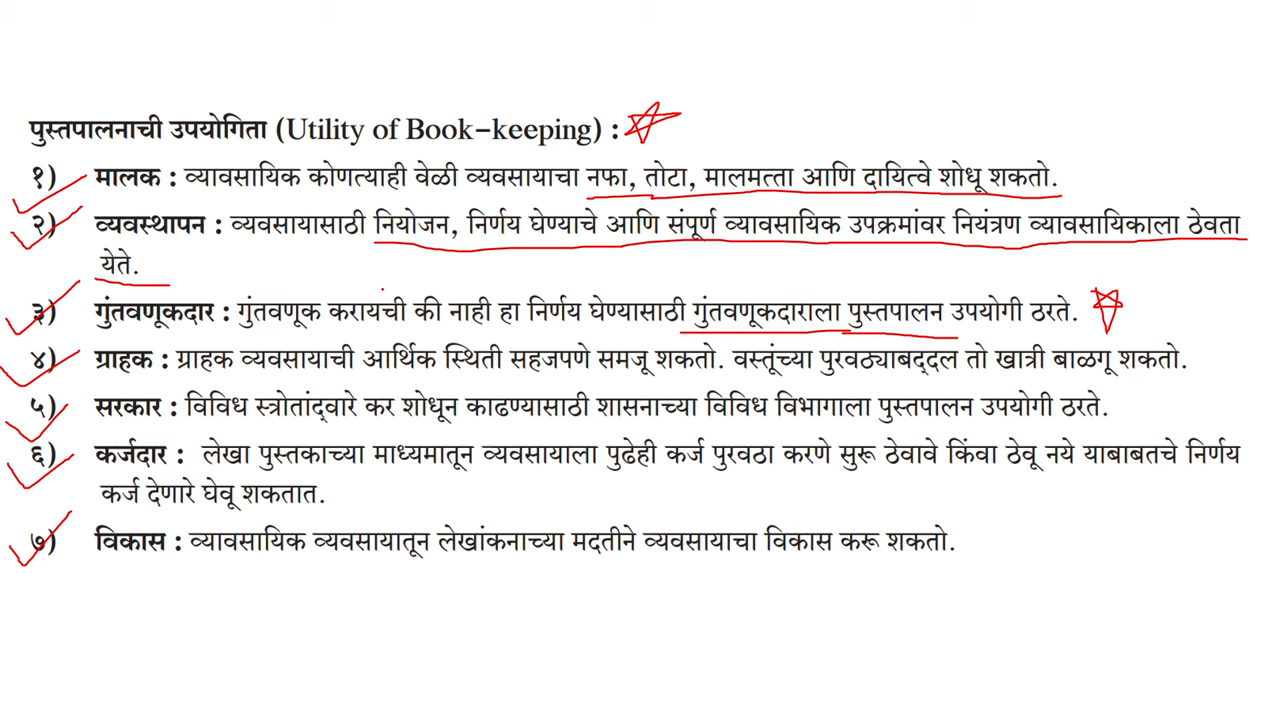 पुस्तपालनाची उपयोगिता (Utility of Book-keeping) :
१) मालक : व्यावसायिक कोणत्याही वेळी व्यवसायाचा नफा, तोटा, मालमत्ता आणि दायित्वे शोधू शकतो.
२) व्यवस्थापन : व्यवसायासाठी नियोजन, निर्णय घेण्याचे आणि संपूर्ण व्यावसायिक उपक्रमांवर नियंत्रण व्यावसायिकाला ठेवता
येते.
३) गुंतवणूकदार : गुंतवणूक करायची की नाही हा निर्णय घेण्यासाठी गुंतवणूकदाराला पुस्तपालन उपयोगी ठरते.
४) ग्राहक : ग्राहक व्यवसायाची आर्थिक स्थिती सहजपणे समजू शकतो. वस्तूंच्या पुरवठ्याबद्दल तो खात्री बाळगू शकतो.
५) सरकार : विविध स्त्रोतांद्वारे कर शोधून काढण्यासाठी शासनाच्या विविध विभागाला पुस्तपालन उपयोगी ठरते.
६) कर्जदार : लेखा पुस्तकाच्या माध्यमातून व्यवसायाला पुढेही कर्ज पुरवठा करणे सुरू ठेवावे किंवा ठेवू नये याबाबतचे निर्णय
कर्ज देणारे घेवू शकतात.
७) विकास : व्यावसायिक व्यवसायातून लेखांकनाच्या मदतीने व्यवसायाचा विकास करू शकतो.